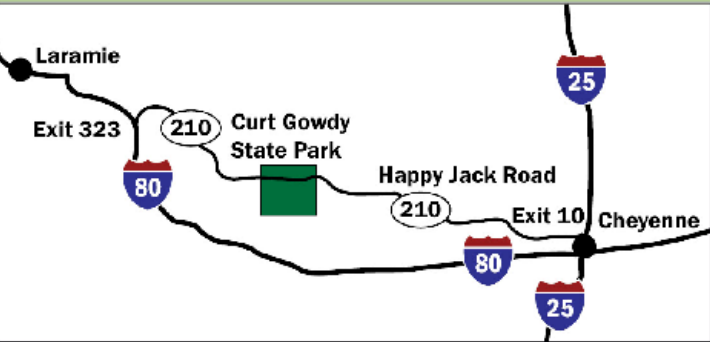 Laramie
25
Exit 323
210
Curt Gowdy
State Park
80
Happy Jack Road
210
Exit 10
Cheyenne
80
25